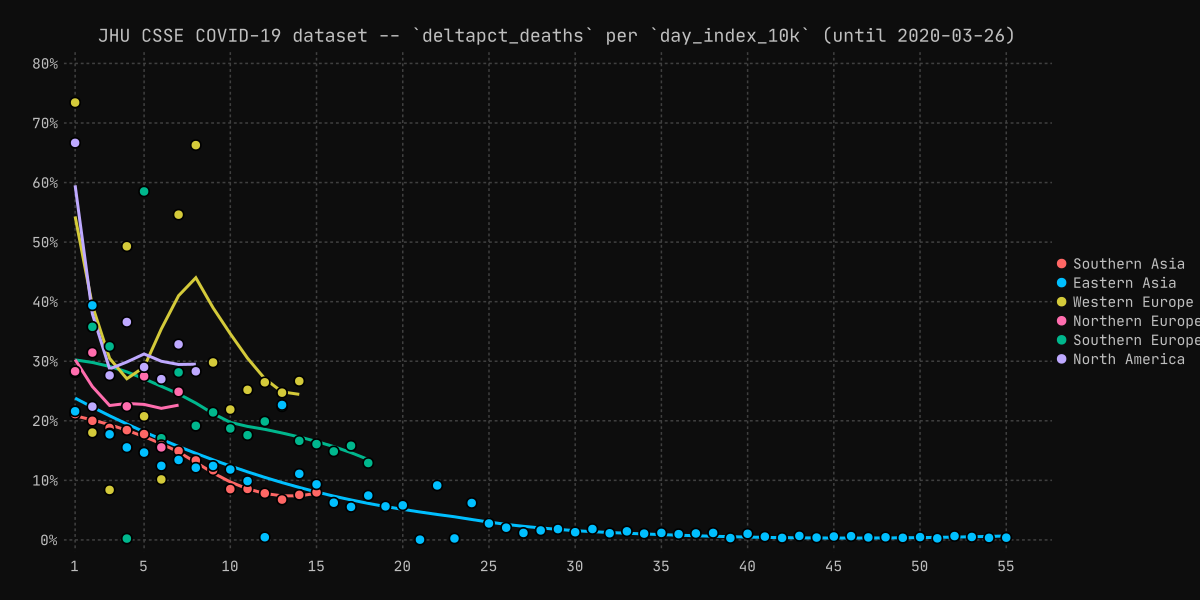 JHU CSSE COVID-19 dataset -- `deltapct_deaths` per `day_index_10k` (until 2020-03-26)
80%
70%
60%
50%
40%
30%
20%
10%
0%
1 5 10 15 20 25 30 35 40 45 50 55
Southern Asia
Eastern Asia
Western Europe
Northern Europe
Southern Europe
North America